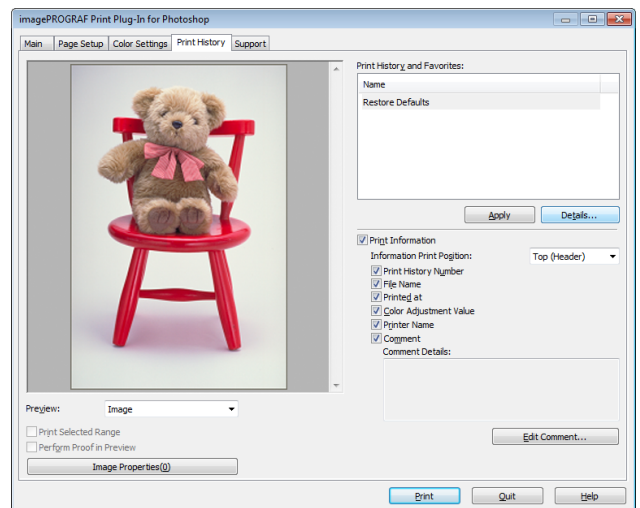 imagePROGRAF Print Plug-In for Photoshop
Main Page Setup Color Settings Print History Support
Print History and Favorites:
Name
Restore Defaults
Apply Details...
Print Information
Information Print Position: Top (Header)
Print History Number
File Name
Printed at
Color Adjustment Value
Printer Name
Comment
Comment Details:
Preview: Image
Print Selected Range
Perform Proof in Preview
Edit Comment...
Image Properties(0)
Print Quit Help